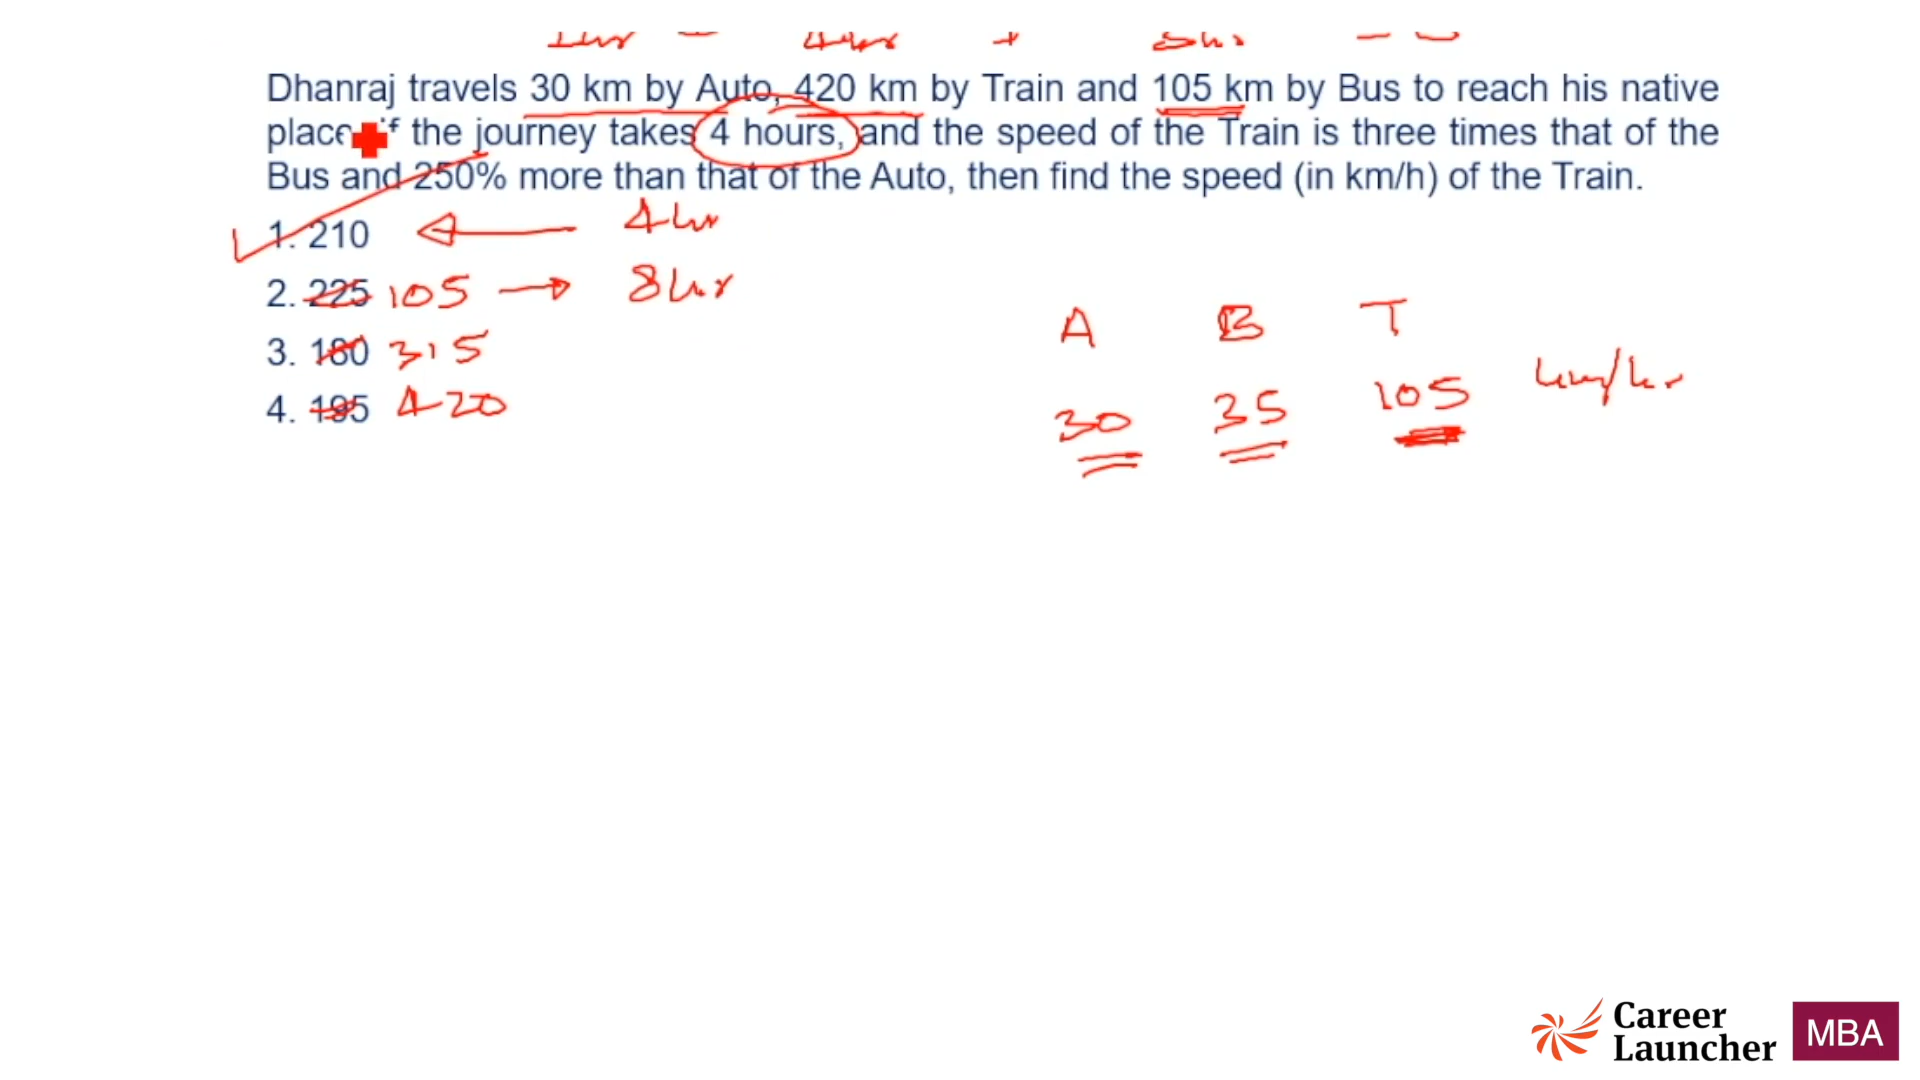 Dhanraj travels 30 km by Auto, 420 km by Train and 105 km by Bus to reach his native
the journey takes 4 hours, and the speed of the Train is three times that of the
Bus and 250% more than that of the Auto, then find the speed (in km/h) of the Train.
1. 210 4hr
2. 225 105 → 8hr
3. 180 315
4. 195 420
A B T
30 35 105 km/hr
Career
Launcher
MBA